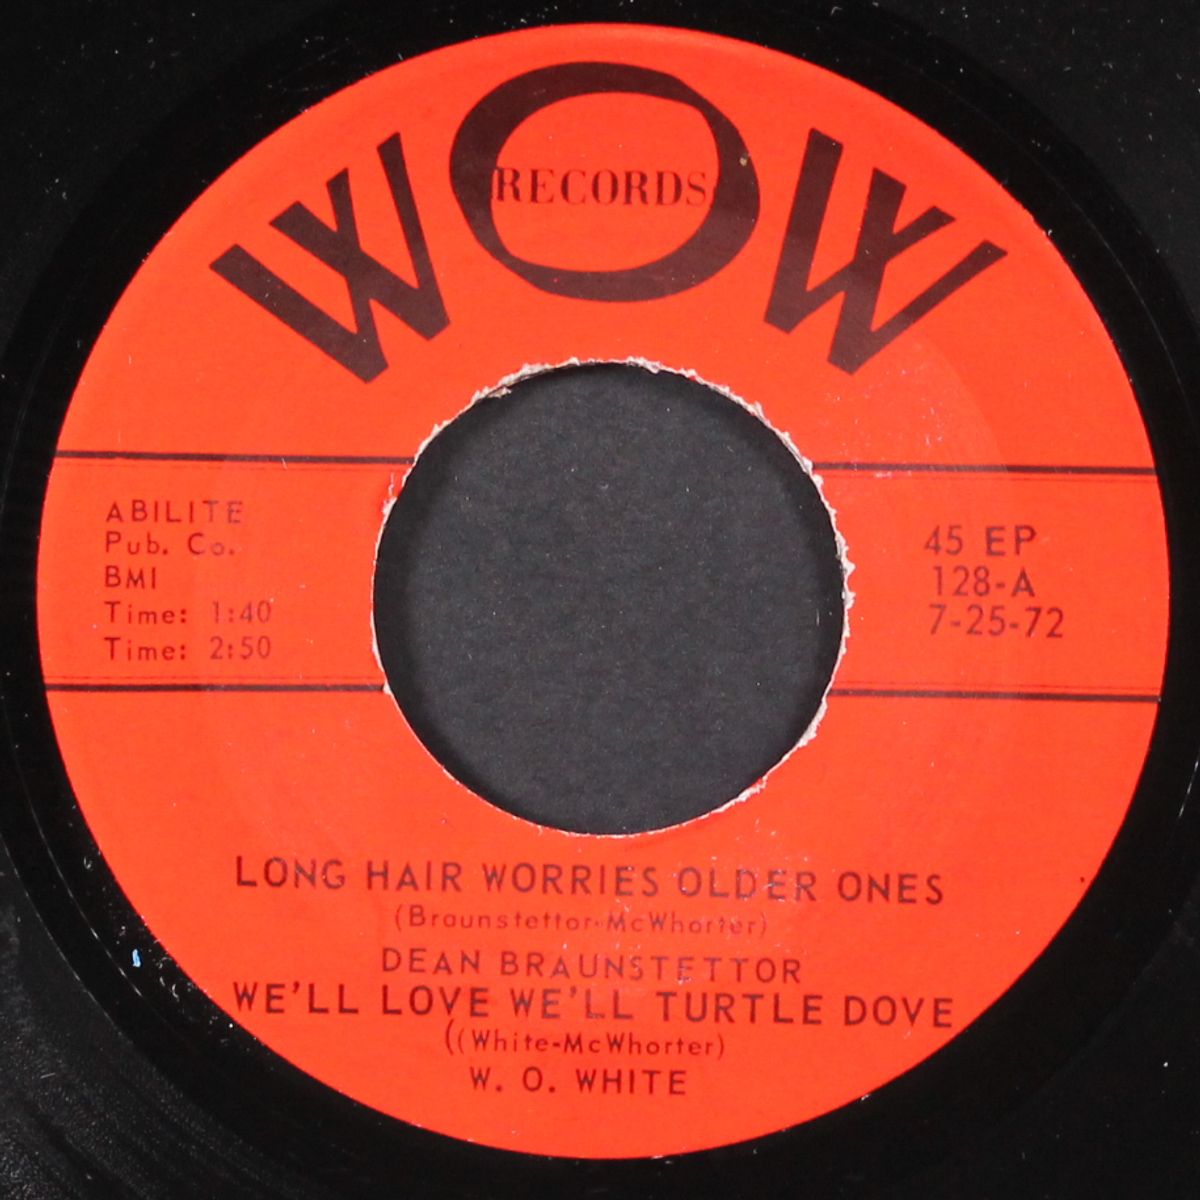 WOW
RECORDS
ABILITE
Pub. Co.
BMI
Time: 1:40
Time: 2:50
45 EP
128-A
7-25-72
LONG HAIR WORRIES OLDER ONES
(Braunstettor-McWhorter)
DEAN BRAUNSTETTOR
WE'LL LOVE WE'LL TURTLE DOVE
((White-McWhorter)
W. O. WHITE